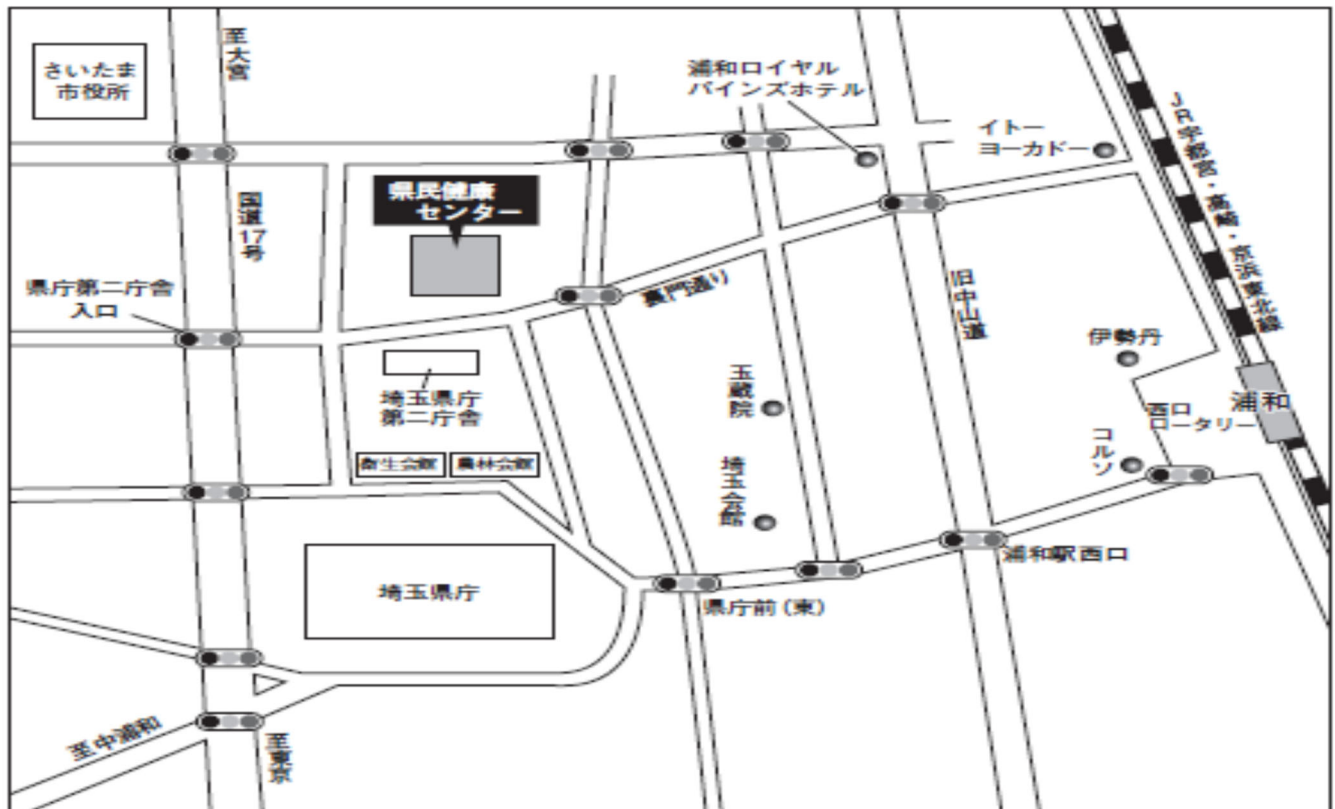 至大宮
さいたま
市役所
浦和ロイヤル
パインズホテル
イトー
ヨーカドー
JR宇都宮・高崎・京浜東北線
県民健康
センター
国道17号
県庁第二庁舎
入口
裏門通り
旧中山道
伊勢丹
玉蔵院
埼玉県庁
第二庁舎
浦和
西口
ロータリー
コルソ
衛生会館
農林会館
埼玉会館
浦和駅西口
埼玉県庁
県庁前(東)
至中浦和
至東京